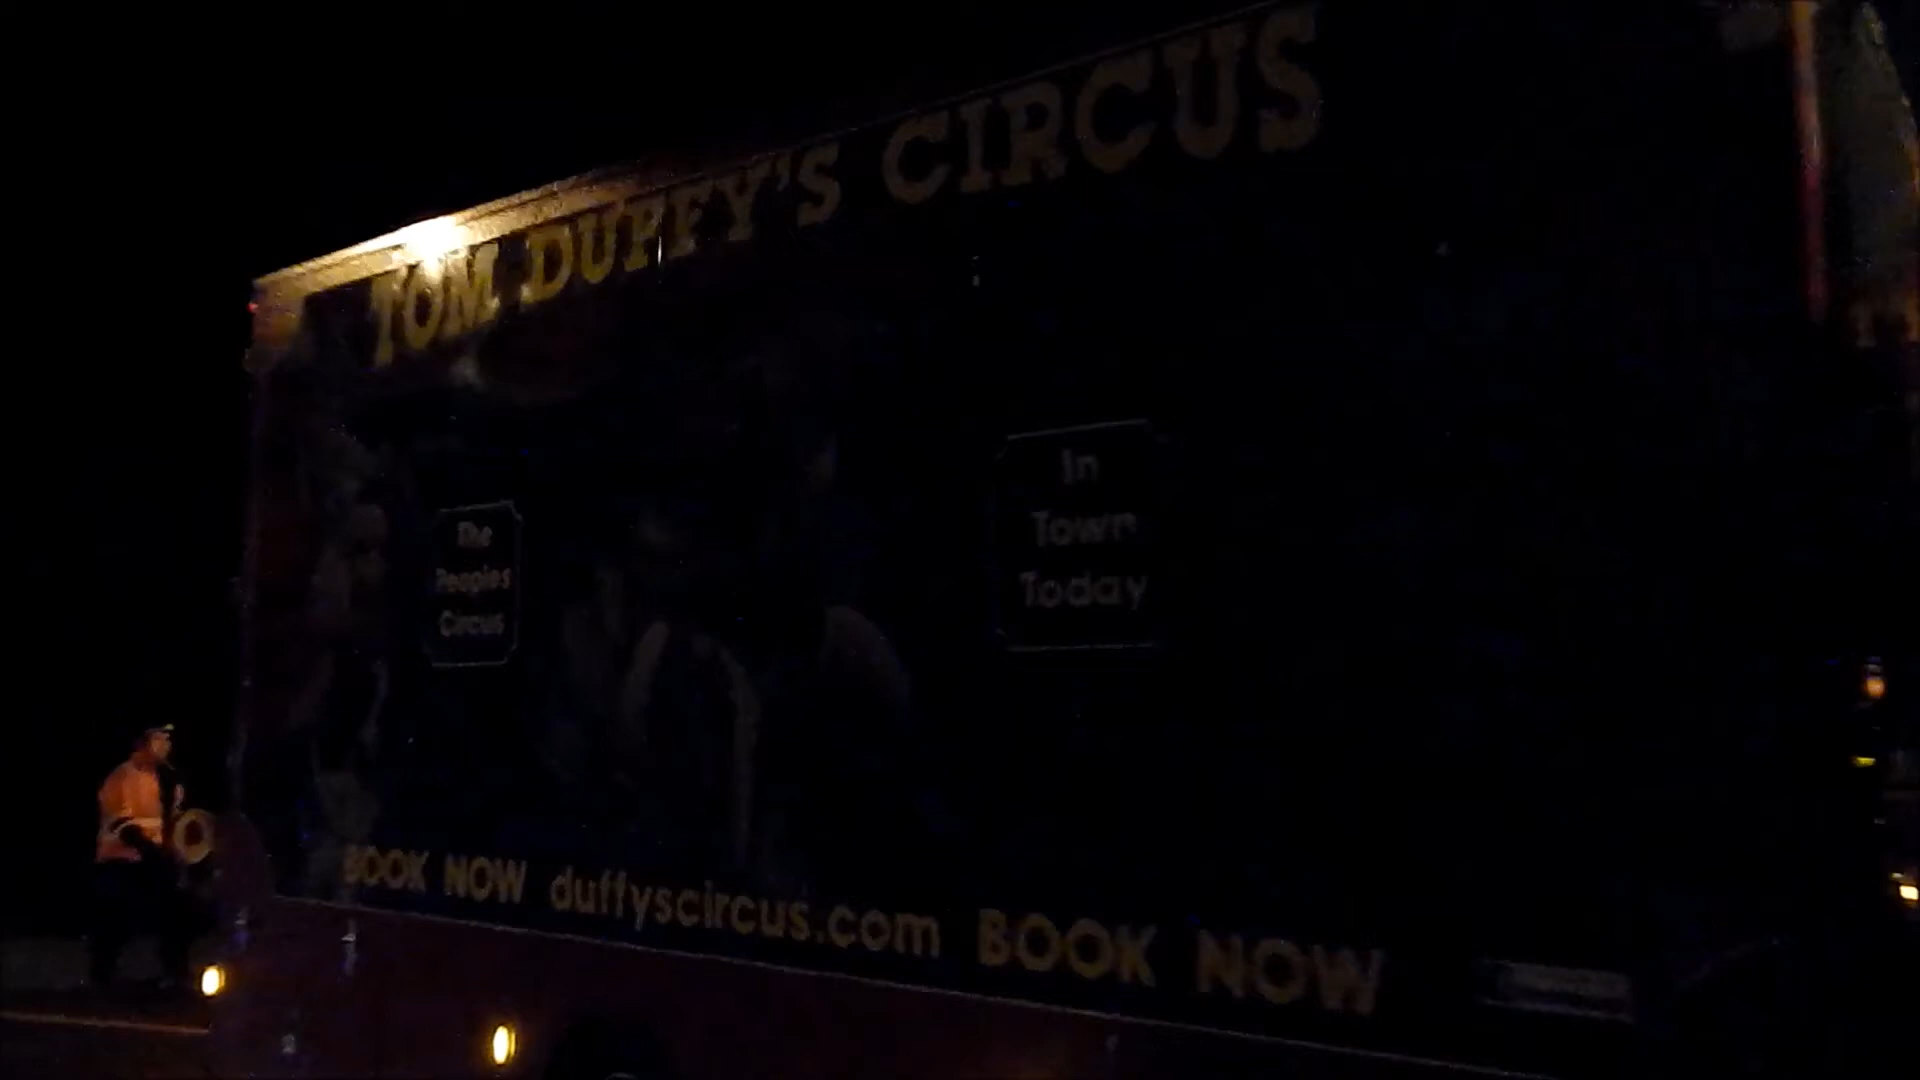 TOM DUFFY'S CIRCUS
The
Peoples
Circus
In
Town
Today
BOOK NOW duffyscircus.com BOOK NOW